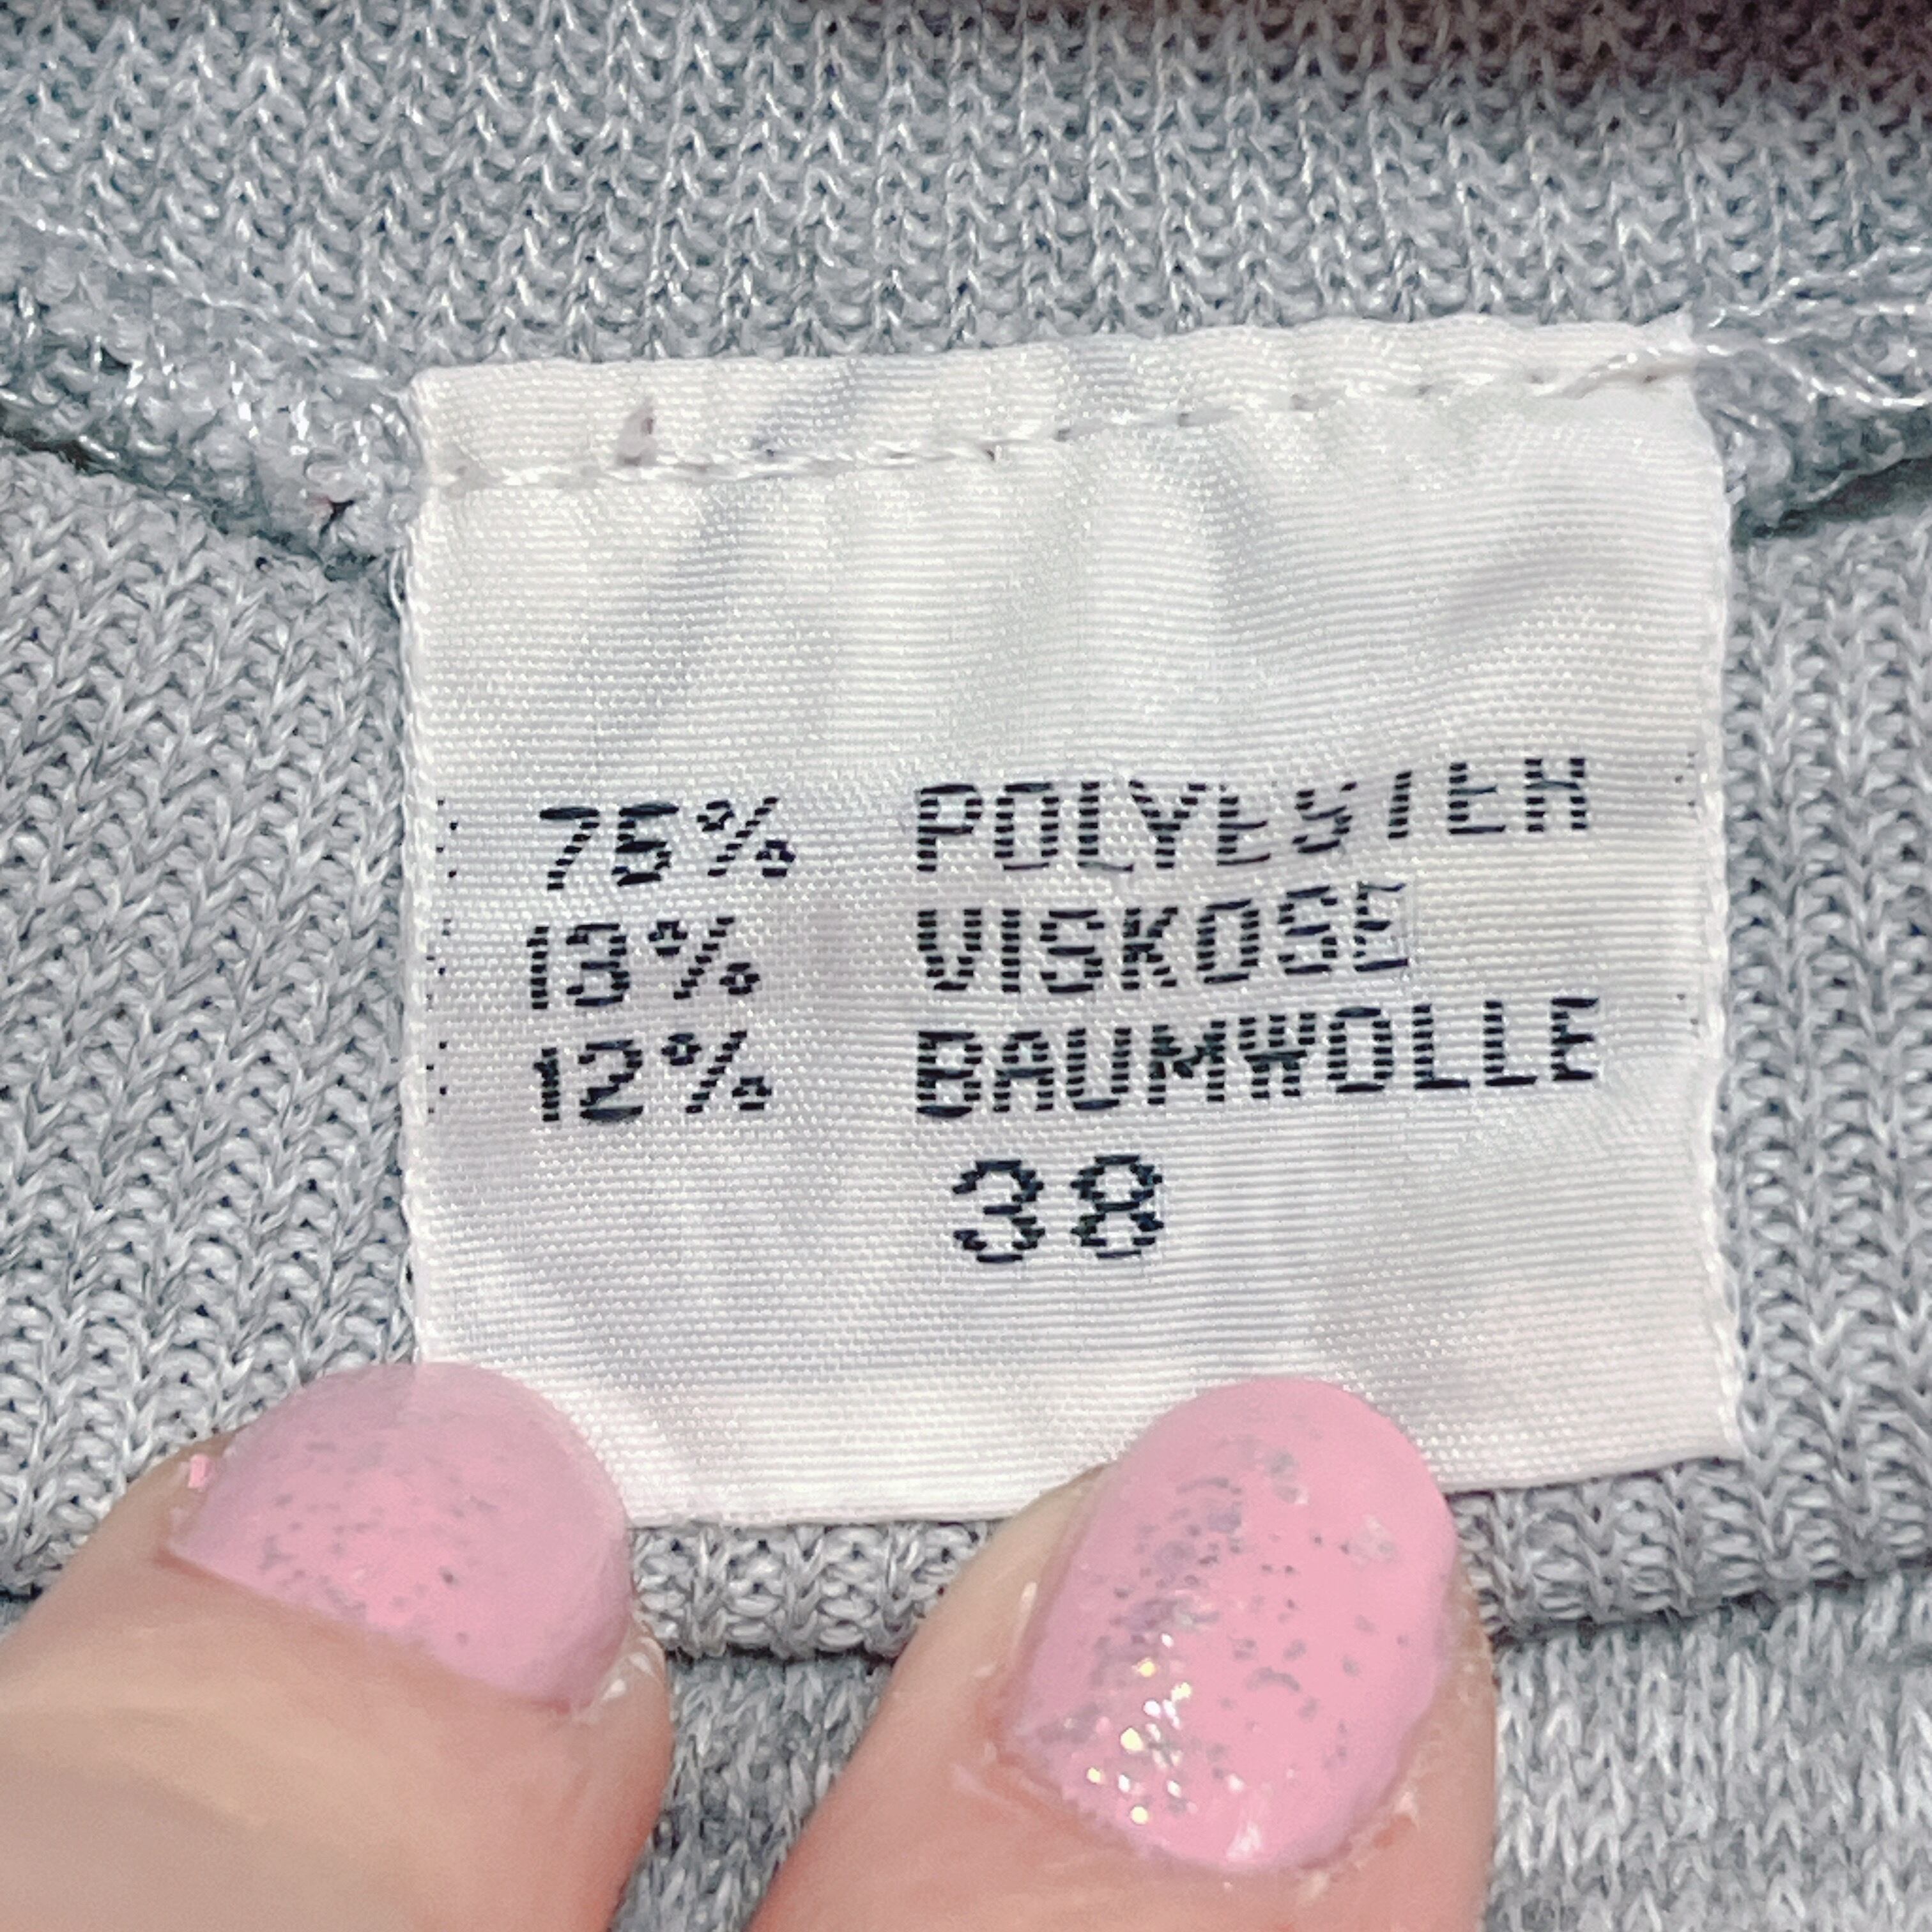 75% POLYESTER
13% VISKOSE
12% BAUMWOLLE
38